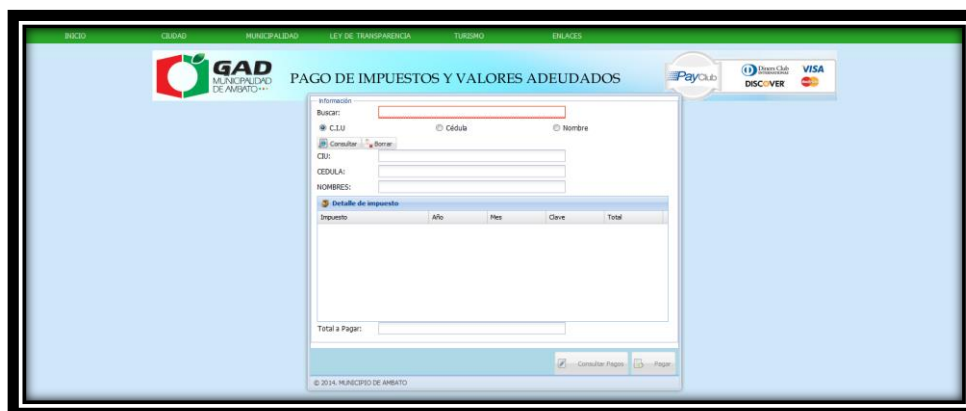 INICIO CIUDAD MUNICIPALIDAD LEY DE TRANSPARENCIA TURISMO ENLACES
GAD
MUNICIPALIDAD
DE AMBATO
PAGO DE IMPUESTOS Y VALORES ADEUDADOS
PayClub
Diners Club
INTERNATIONAL
VISA
DISCOVER
Información
Buscar:
C.I.U Cédula Nombre
Consultar Borrar
CIU:
CEDULA:
NOMBRES:
Detalle de impuesto
Impuesto Año Mes Clave Total
Total a Pagar:
Consultar Pagos Pagar
© 2014. MUNICIPIO DE AMBATO